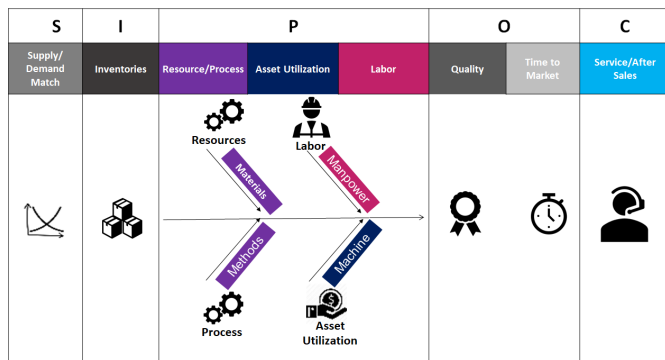 S I P O C
Supply/
Demand
Match
Inventories
Resource/Process
Asset Utilization
Labor
Quality
Time to
Market
Service/After
Sales
Resources
Labor
Materials
Manpower
Methods
Machine
Process
Asset
Utilization